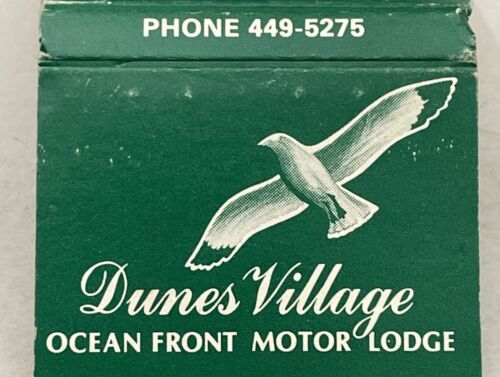 PHONE 449-5275
Dunes Village
OCEAN FRONT MOTOR LODGE